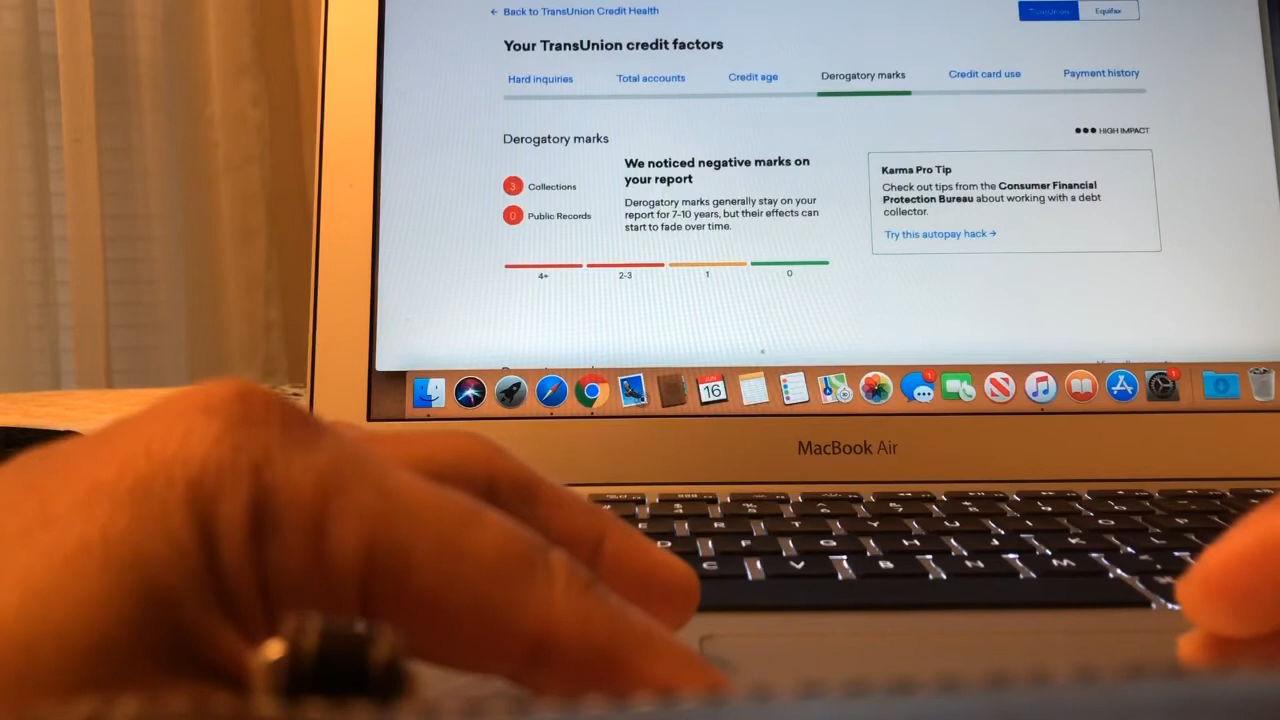 ← Back to TransUnion Credit Health
TransUnion Equifax
Your TransUnion credit factors
Hard inquiries Total accounts Credit age Derogatory marks Credit card use Payment history
Derogatory marks
HIGH IMPACT
3 Collections
0 Public Records
We noticed negative marks on
your report
Derogatory marks generally stay on your
report for 7-10 years, but their effects can
start to fade over time.
4+ 2-3 1 0
Karma Pro Tip
Check out tips from the Consumer Financial
Protection Bureau about working with a debt
collector.
Try this autopay hack →
JUN
16
1
1
MacBook Air
E R T Y U I O P
D F G H J K L
C V B N M